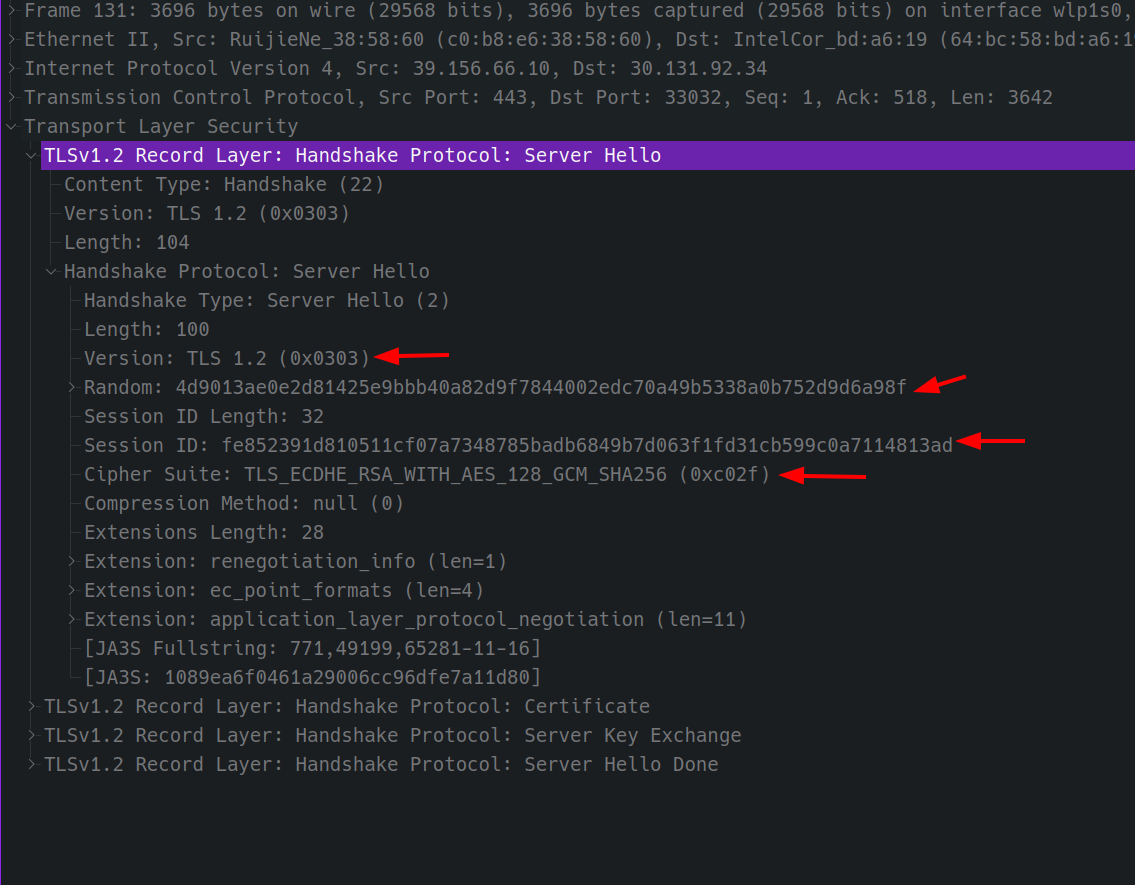 Frame 131: 3696 bytes on wire (29568 bits), 3696 bytes captured (29568 bits) on interface wlp1s0,
Ethernet II, Src: RuijieNe_38:58:60 (c0:b8:e6:38:58:60), Dst: IntelCor_bd:a6:19 (64:bc:58:bd:a6:19
Internet Protocol Version 4, Src: 39.156.66.10, Dst: 30.131.92.34
Transmission Control Protocol, Src Port: 443, Dst Port: 33032, Seq: 1, Ack: 518, Len: 3642
Transport Layer Security
TLSv1.2 Record Layer: Handshake Protocol: Server Hello
Content Type: Handshake (22)
Version: TLS 1.2 (0x0303)
Length: 104
Handshake Protocol: Server Hello
Handshake Type: Server Hello (2)
Length: 100
Version: TLS 1.2 (0x0303)
Random: 4d9013ae0e2d81425e9bbb40a82d9f7844002edc70a49b5338a0b752d9d6a98f
Session ID Length: 32
Session ID: fe852391d810511cf07a7348785badb6849b7d063f1fd31cb599c0a7114813ad
Cipher Suite: TLS_ECDHE_RSA_WITH_AES_128_GCM_SHA256 (0xc02f)
Compression Method: null (0)
Extensions Length: 28
Extension: renegotiation_info (len=1)
Extension: ec_point_formats (len=4)
Extension: application_layer_protocol_negotiation (len=11)
[JA3S Fullstring: 771,49199,65281-11-16]
[JA3S: 1089ea6f0461a29006cc96dfe7a11d80]
TLSv1.2 Record Layer: Handshake Protocol: Certificate
TLSv1.2 Record Layer: Handshake Protocol: Server Key Exchange
TLSv1.2 Record Layer: Handshake Protocol: Server Hello Done